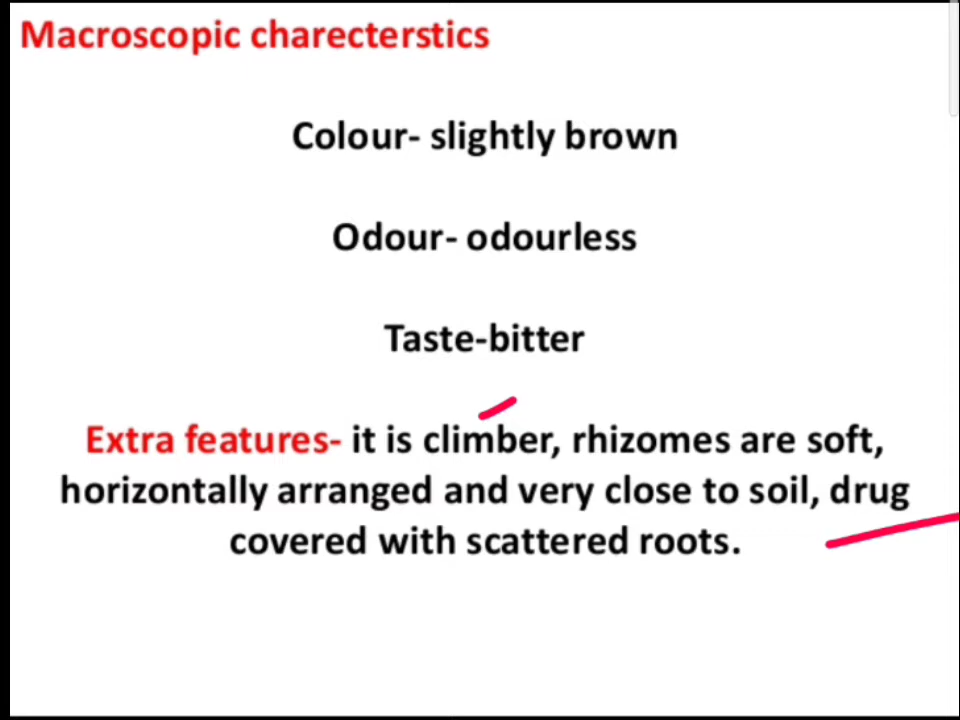 Macroscopic charecterstics
Colour- slightly brown
Odour- odourless
Taste-bitter
Extra features- it is climber, rhizomes are soft,
horizontally arranged and very close to soil, drug
covered with scattered roots.